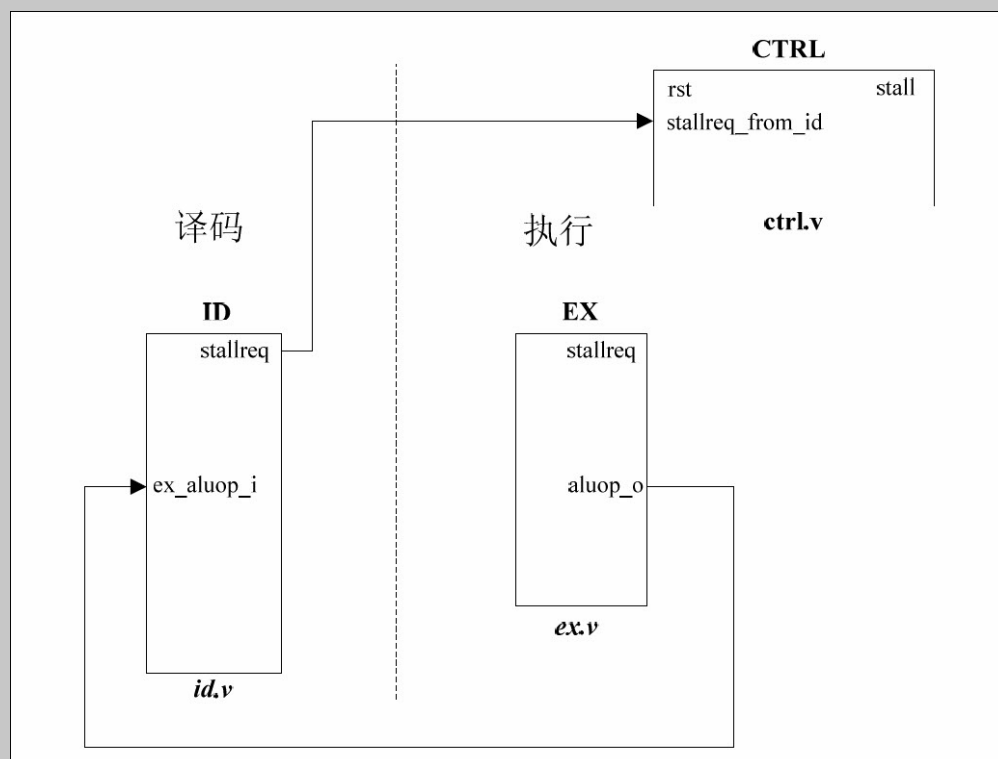 CTRL
rst stall
stallreq_from_id
ctrl.v
译码 执行
ID
stallreq
ex_aluop_i
id.v
EX
stallreq
aluop_o
ex.v